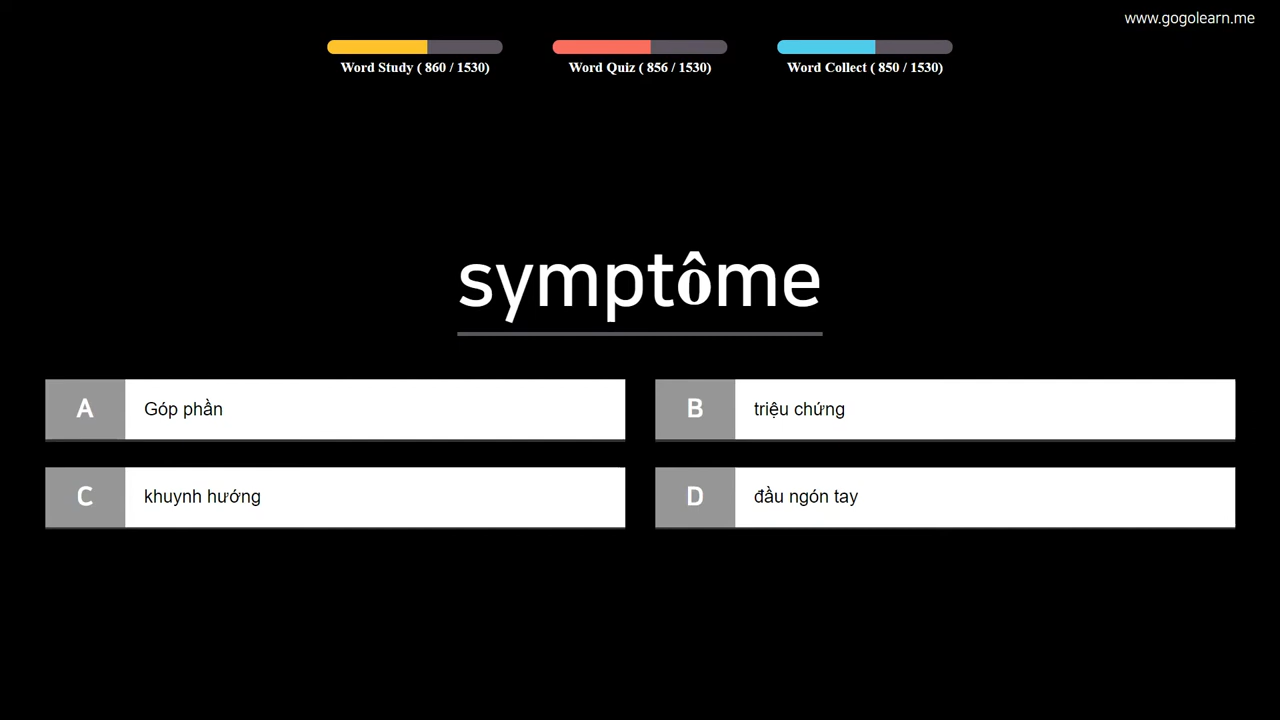 www.gogolearn.me
Word Study ( 860 / 1530)
Word Quiz ( 856 / 1530)
Word Collect ( 850 / 1530)
symptôme
A Góp phần
B triệu chứng
C khuynh hướng
D đầu ngón tay